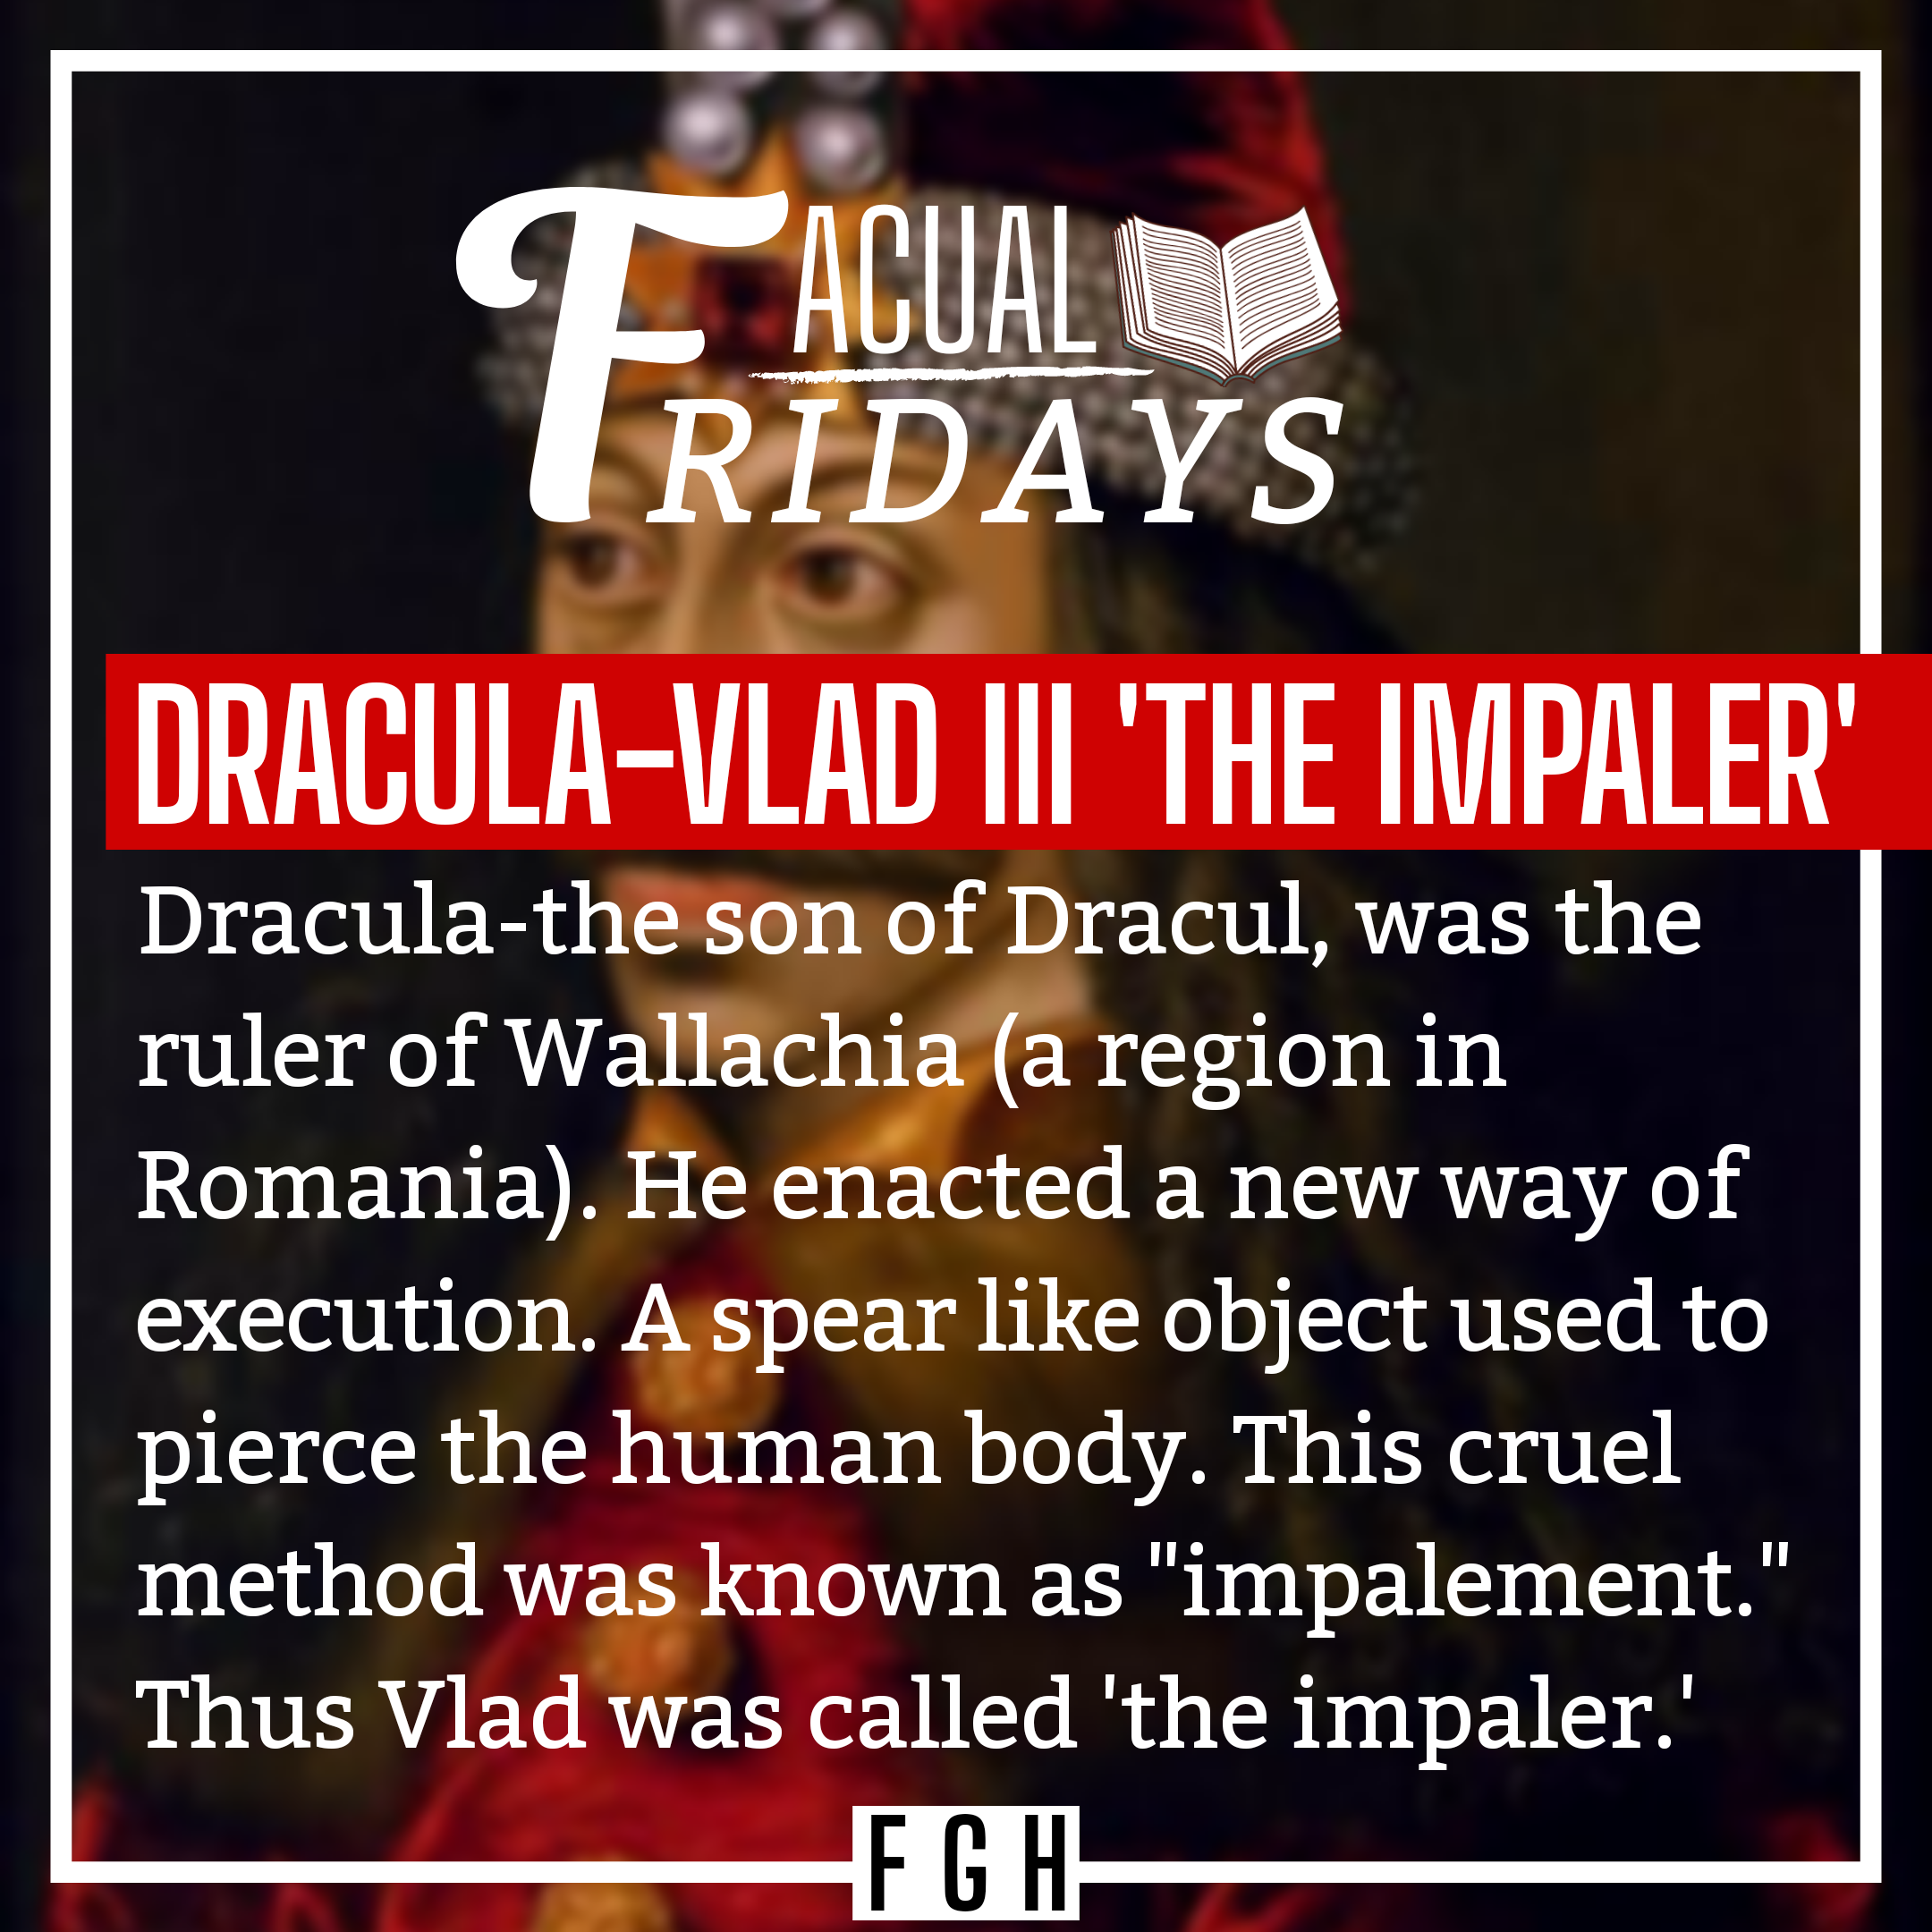 FACUAL
FRIDAYS
DRACULA-VLAD III 'THE IMPALER'
Dracula-the son of Dracul, was the
ruler of Wallachia (a region in
Romania). He enacted a new way of
execution. A spear like object used to
pierce the human body. This cruel
method was known as "impalement."
Thus Vlad was called 'the impaler.'
F G H